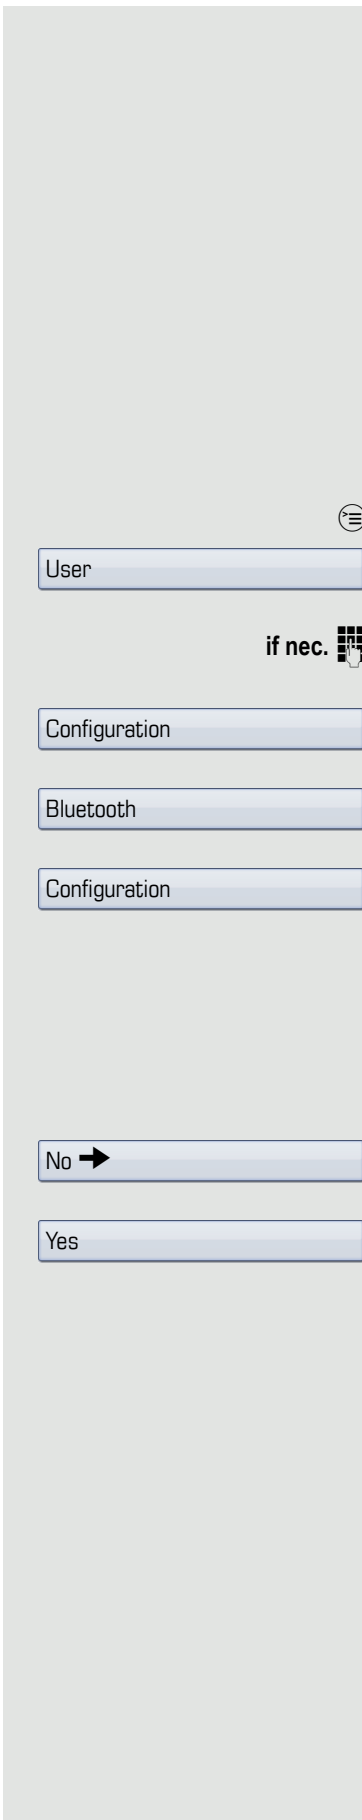 User
if nec.
Configuration
Bluetooth
Configuration
No ➔
Yes